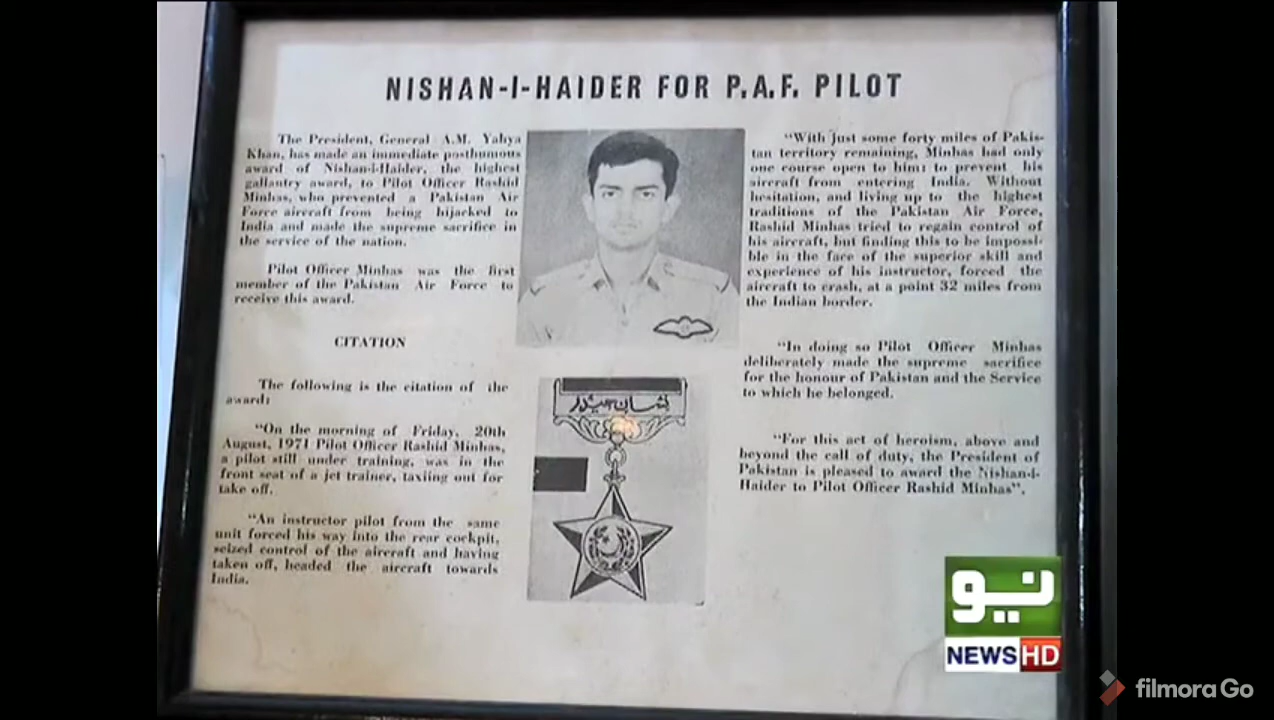 NISHAN-I-HAIDER FOR P.A.F. PILOT
The President, General A.M. Yahya
Khan, has made an immediate posthumous
award of Nishan-i-Haider, the highest
gallantry award, to Pilot Officer Rashid
Minhas, who prevented a Pakistan Air
Force aircraft from being hijacked to
India and made the supreme sacrifice in
the service of the nation.
Pilot Officer Minhas was the first
member of the Pakistan Air Force to
receive this award.
CITATION
The following is the citation of the
award:
"On the morning of Friday, 20th
August, 1971 Pilot Officer Rashid Minhas,
a pilot still under training, was in the
front seat of a jet trainer, taxiing out for
take off.
"An instructor pilot from the same
unit forced his way into the rear cockpit,
seized control of the aircraft and having
taken off, headed the aircraft towards
India.
نشان حیدر
"With just some forty miles of Pakis-
tan territory remaining, Minhas had only
one course open to him: to prevent his
aircraft from entering India. Without
hesitation, and living up to the highest
traditions of the Pakistan Air Force,
Rashid Minhas tried to regain control of
his aircraft, but finding this to be impossi-
ble in the face of the superior skill and
experience of his instructor, forced the
aircraft to crash, at a point 32 miles from
the Indian border.
"In doing so Pilot Officer Minhas
deliberately made the supreme sacrifice
for the honour of Pakistan and the Service
to which he belonged.
"For this act of heroism, above and
beyond the call of duty, the President of
Pakistan is pleased to award the Nishan-i-
Haider to Pilot Officer Rashid Minhas".
نیو
NEWS HD
filmora Go